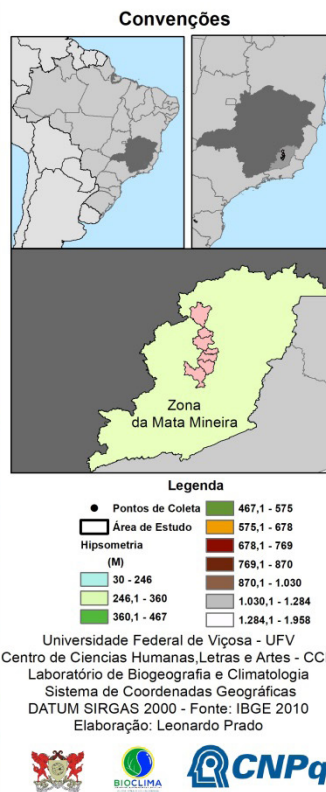 Convenções
Zona
da Mata Mineira
Legenda
Pontos de Coleta
Área de Estudo
Hipsometria
(M)
30 - 246
246,1 - 360
360,1 - 467
467,1 - 575
575,1 - 678
678,1 - 769
769,1 - 870
870,1 - 1.030
1.030,1 - 1.284
1.284,1 - 1.958
Universidade Federal de Viçosa - UFV
Centro de Ciencias Humanas,Letras e Artes - CCH
Laboratório de Biogeografia e Climatologia
Sistema de Coordenadas Geográficas
DATUM SIRGAS 2000 - Fonte: IBGE 2010
Elaboração: Leonardo Prado
BIOCLIMA
CNPq